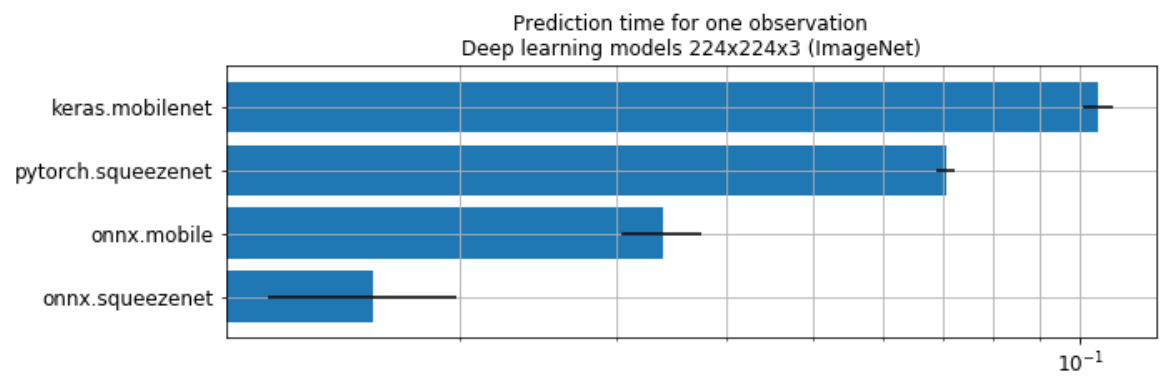 Prediction time for one observation
Deep learning models 224x224x3 (ImageNet)
keras.mobilenet
pytorch.squeezenet
onnx.mobile
onnx.squeezenet
10⁻¹